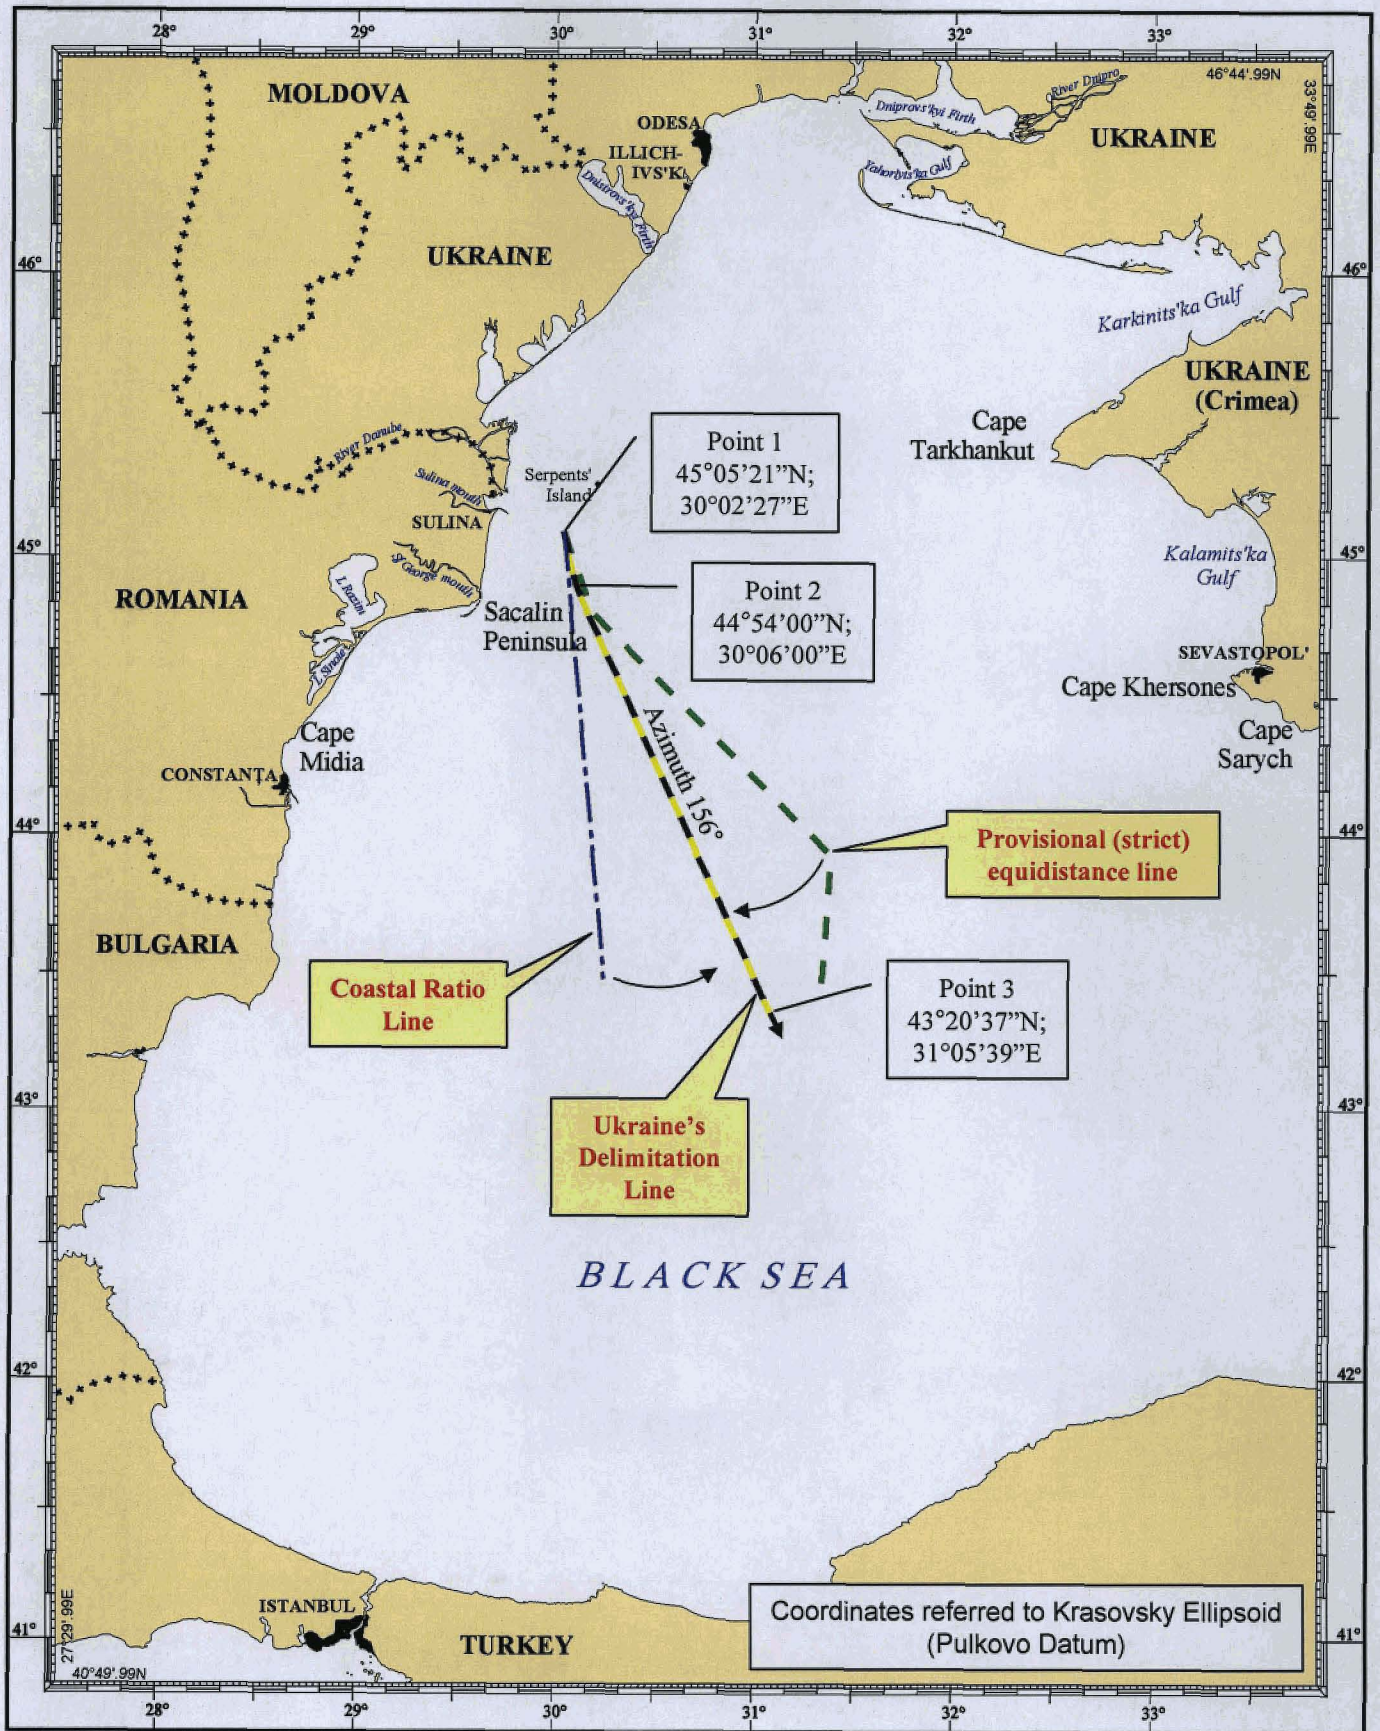 28°
29°
30°
31°
32°
33°
46°44'.99N
33°49'.99E
MOLDOVA
ODESA
ILLICH-
IVS'K
Dnistrovs'kyi Firth
Dniprovs'kyi Firth
River Dnipro
UKRAINE
Yahorlyts'ka Gulf
UKRAINE
46°
46°
Karkinits'ka Gulf
UKRAINE
(Crimea)
Cape
Tarkhankut
River Danube
Sulina mouth
SULINA
Serpents'
Island
Point 1
45°05'21”N;
30°02'27”E
45°
45°
Kalamits'ka
Gulf
St George mouth
L Razim
L Sinoie
ROMANIA
Sacalin
Peninsula
Point 2
44°54'00”N;
30°06'00”E
SEVASTOPOL'
Cape Khersones
Cape
Sarych
Cape
Midia
CONSTANŢA
Azimuth 156°
44°
44°
Provisional (strict)
equidistance line
BULGARIA
Coastal Ratio
Line
Point 3
43°20'37”N;
31°05'39”E
43°
43°
Ukraine's
Delimitation
Line
BLACK SEA
42°
42°
ISTANBUL
TURKEY
41°
41°
27°29'.99E
40°49'.99N
Coordinates referred to Krasovsky Ellipsoid
(Pulkovo Datum)
28°
29°
30°
31°
32°
33°